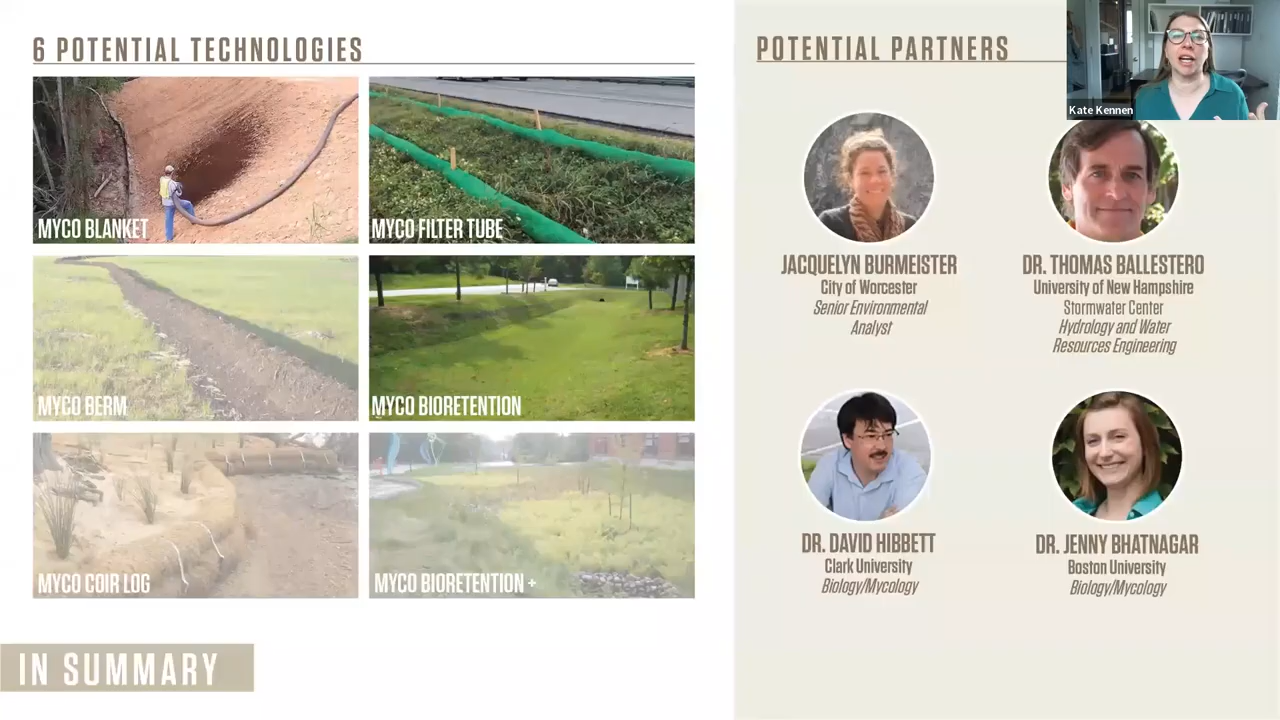 6 POTENTIAL TECHNOLOGIES
MYCO BLANKET
MYCO FILTER TUBE
MYCO BERM
MYCO BIORETENTION
MYCO COIR LOG
MYCO BIORETENTION +
IN SUMMARY
POTENTIAL PARTNERS
Kate Kennen
JACQUELYN BURMEISTER
City of Worcester
Senior Environmental
Analyst
DR. THOMAS BALLESTERO
University of New Hampshire
Stormwater Center
Hydrology and Water
Resources Engineering
DR. DAVID HIBBETT
Clark University
Biology/Mycology
DR. JENNY BHATNAGAR
Boston University
Biology/Mycology